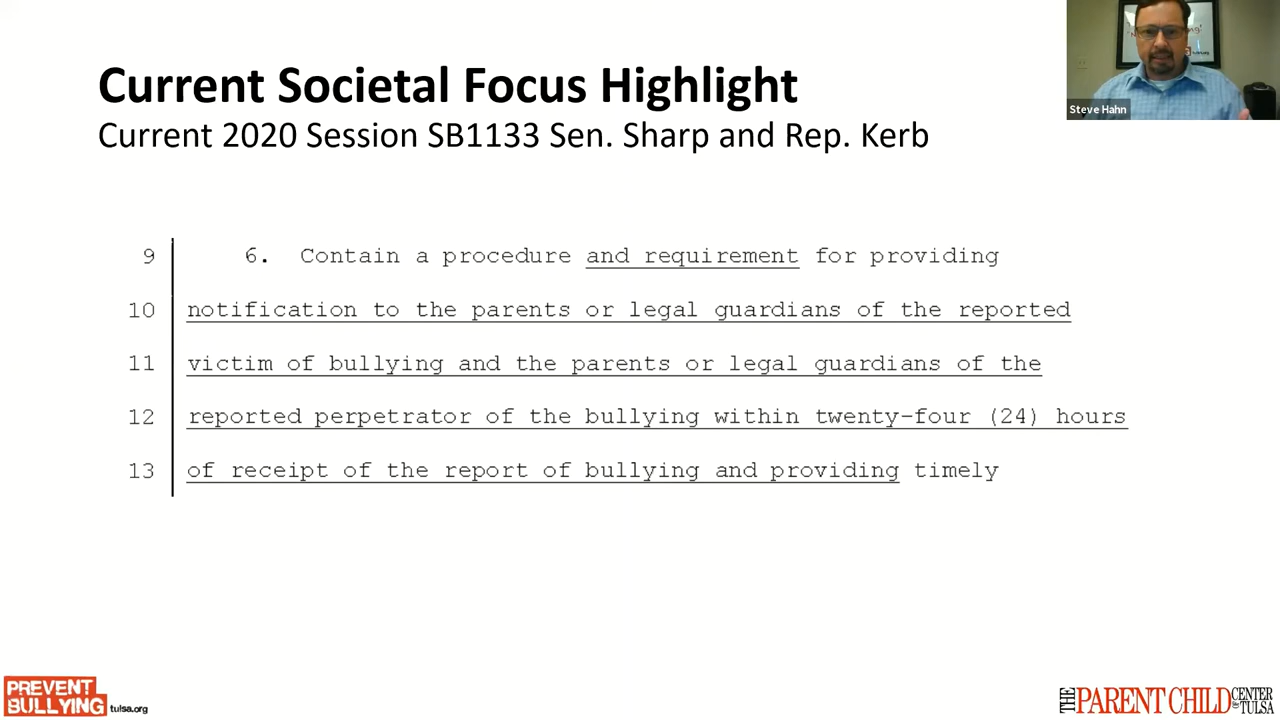 Current Societal Focus Highlight
Current 2020 Session SB1133 Sen. Sharp and Rep. Kerb
Steve Hahn
9 6. Contain a procedure and requirement for providing
10 notification to the parents or legal guardians of the reported
11 victim of bullying and the parents or legal guardians of the
12 reported perpetrator of the bullying within twenty-four (24) hours
13 of receipt of the report of bullying and providing timely
PREVENT
BULLYING tulsa.org
THE PARENT CHILD CENTER of TULSA